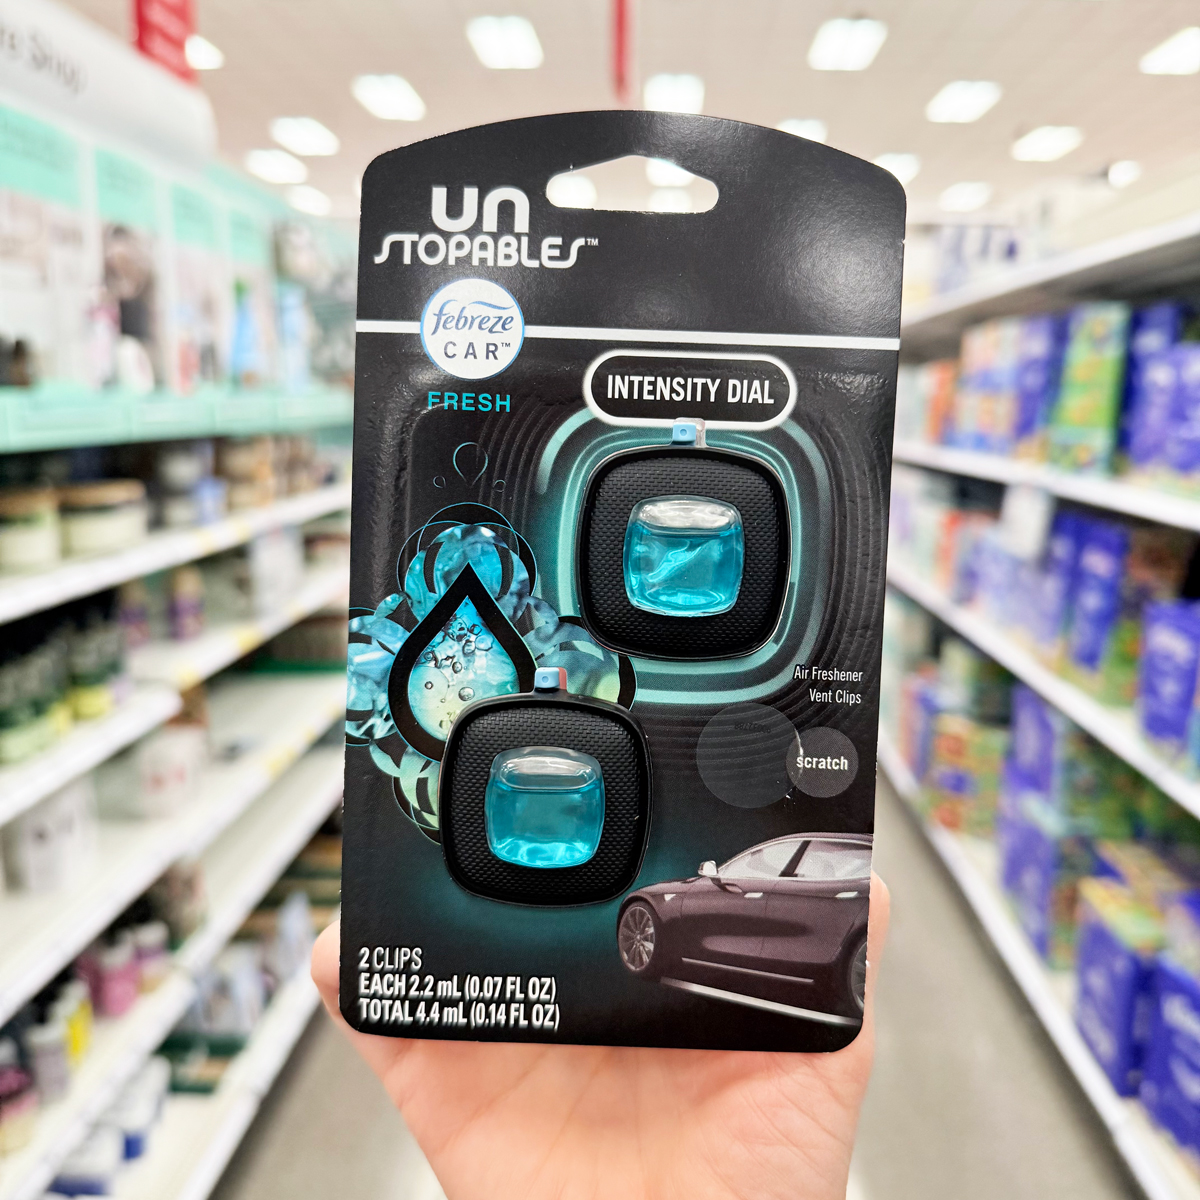 UN
STOPABLES™
febreze
CAR™
FRESH
INTENSITY DIAL
Air Freshener
Vent Clips
scratch
2 CLIPS
EACH 2.2 mL (0.07 FL OZ)
TOTAL 4.4 mL (0.14 FL OZ)